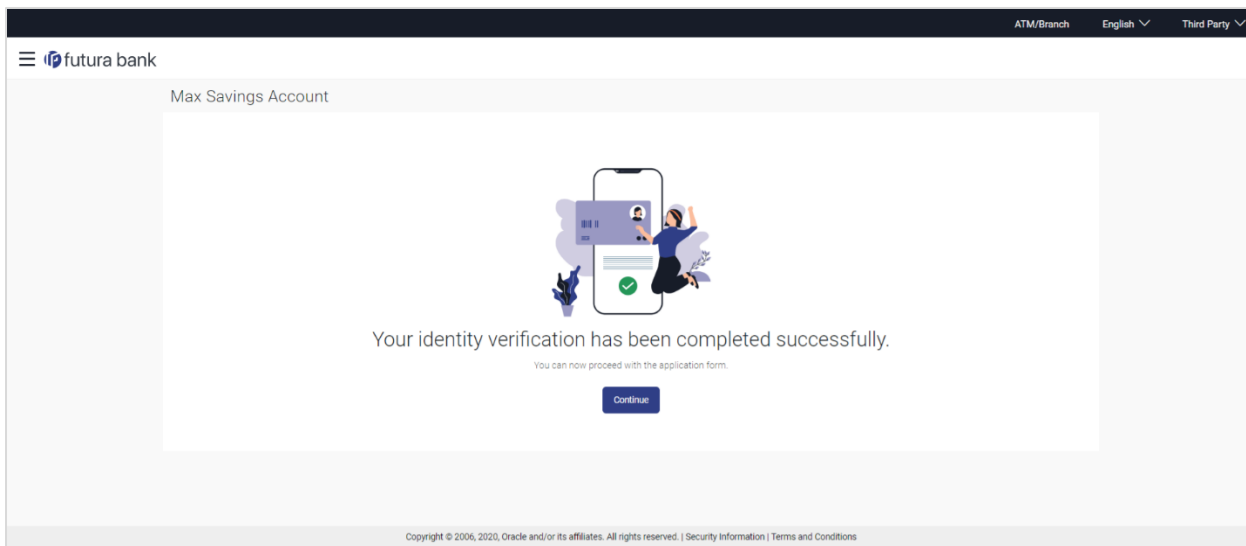 ATM/Branch English Third Party
futura bank
Max Savings Account
Your identity verification has been completed successfully.
You can now proceed with the application form.
Continue
Copyright © 2006, 2020, Oracle and/or its affiliates. All rights reserved. | Security Information | Terms and Conditions